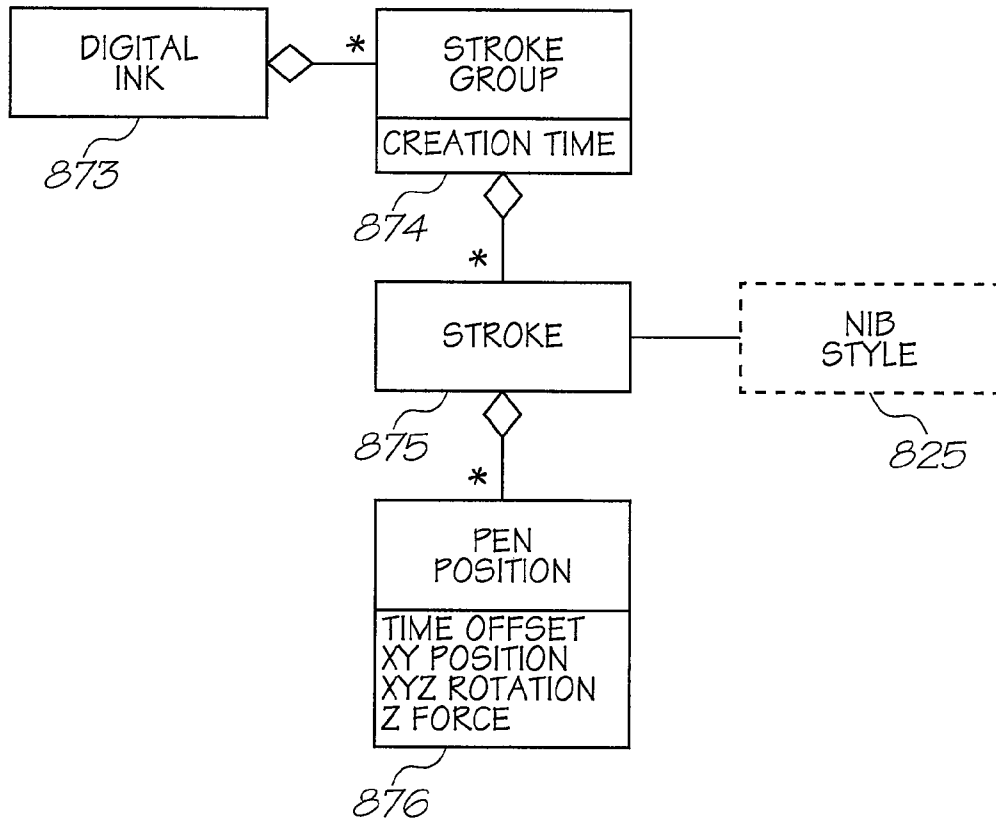 DIGITAL
INK
873
*
STROKE
GROUP
CREATION TIME
874
*
STROKE
875
NIB
STYLE
825
*
PEN
POSITION
TIME OFFSET
XY POSITION
XYZ ROTATION
Z FORCE
876